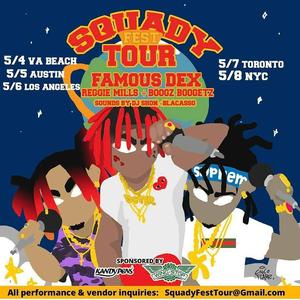 SQUADY
FEST
TOUR
5/4 VA BEACH
5/5 AUSTIN
5/6 LOS ANGELES
5/7 TORONTO
5/8 NYC
FAMOUS DEX
REGGIE MILLS
BOOGZ BOOGETZ
SOUNDS BY DJ SHON - BLACASSO
SUPREM
SPONSORED BY
KANDYPENS
All performance & vendor inquiries: SquadyFestTour@Gmail.com